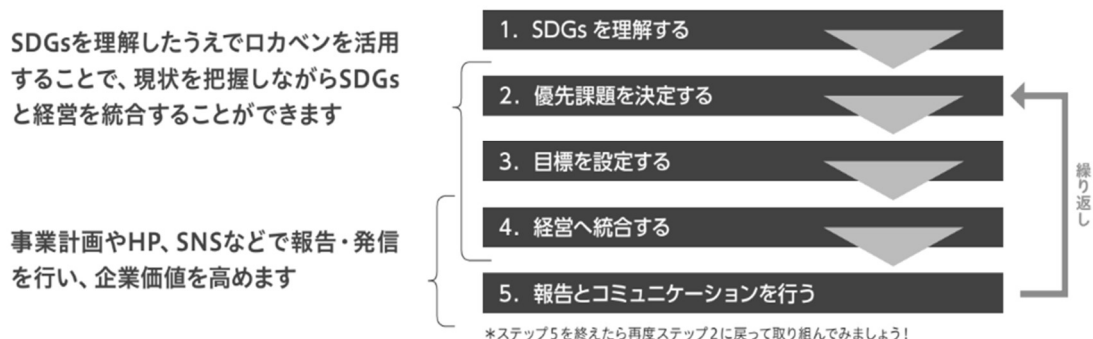 SDGsを理解したうえでロカベンを活用
することで、現状を把握しながらSDGs
と経営を統合することができます
事業計画やHP、SNSなどで報告・発信
を行い、企業価値を高めます
1. SDGs を理解する
2. 優先課題を決定する
3. 目標を設定する
4. 経営へ統合する
5. 報告とコミュニケーションを行う
繰り返し
＊ステップ5を終えたら再度ステップ2に戻って取り組んでみましょう！